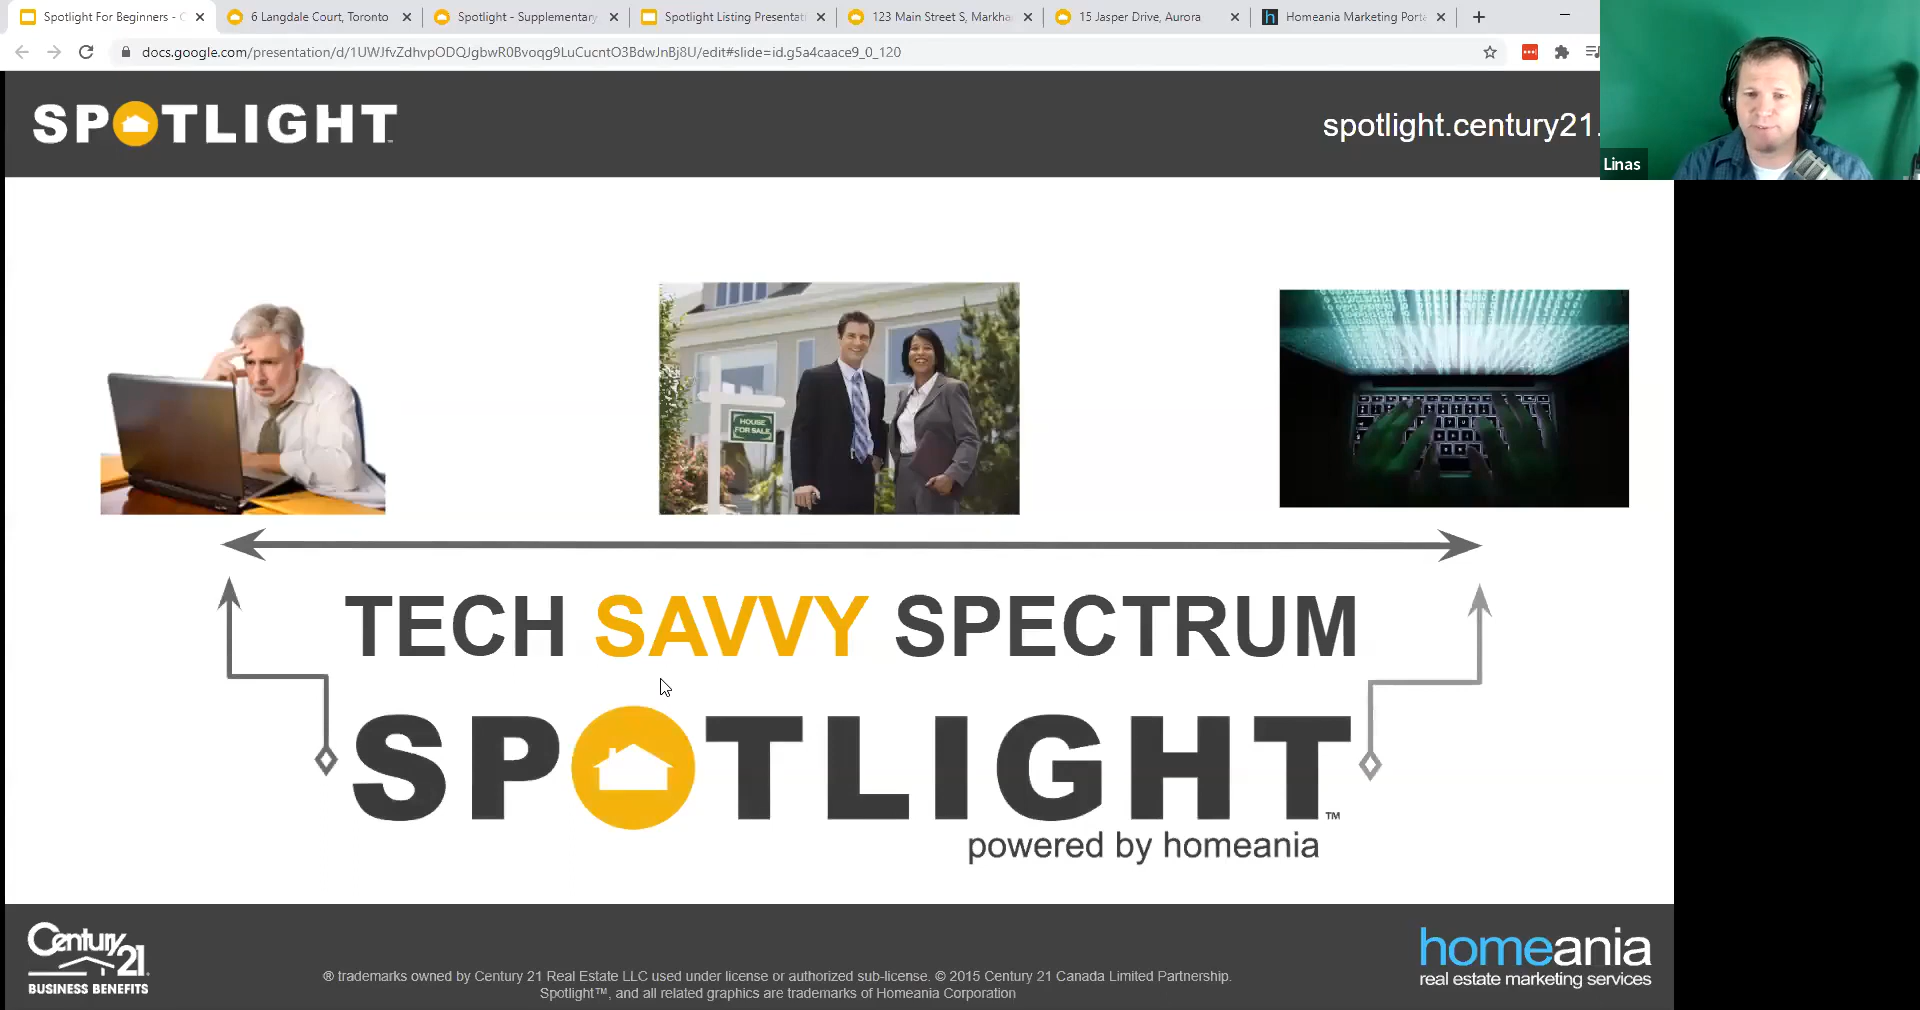 Spotlight For Beginners - C
6 Langdale Court, Toronto
Spotlight - Supplementary
Spotlight Listing Presentati
123 Main Street S, Markha
15 Jasper Drive, Aurora
Homeania Marketing Porta
docs.google.com/presentation/d/1UWJfvZdhvpODQJgbwR0Bvoqg9LuCucntO3BdwJnBj8U/edit#slide=id.g5a4caace9_0_120
SPOTLIGHT
spotlight.century21.
Linas
HOUSE
FOR SALE
TECH SAVVY SPECTRUM
SPOTLIGHT™
powered by homeania
Century 21
BUSINESS BENEFITS
® trademarks owned by Century 21 Real Estate LLC used under license or authorized sub-license. © 2015 Century 21 Canada Limited Partnership.
Spotlight™, and all related graphics are trademarks of Homeania Corporation
homeania
real estate marketing services